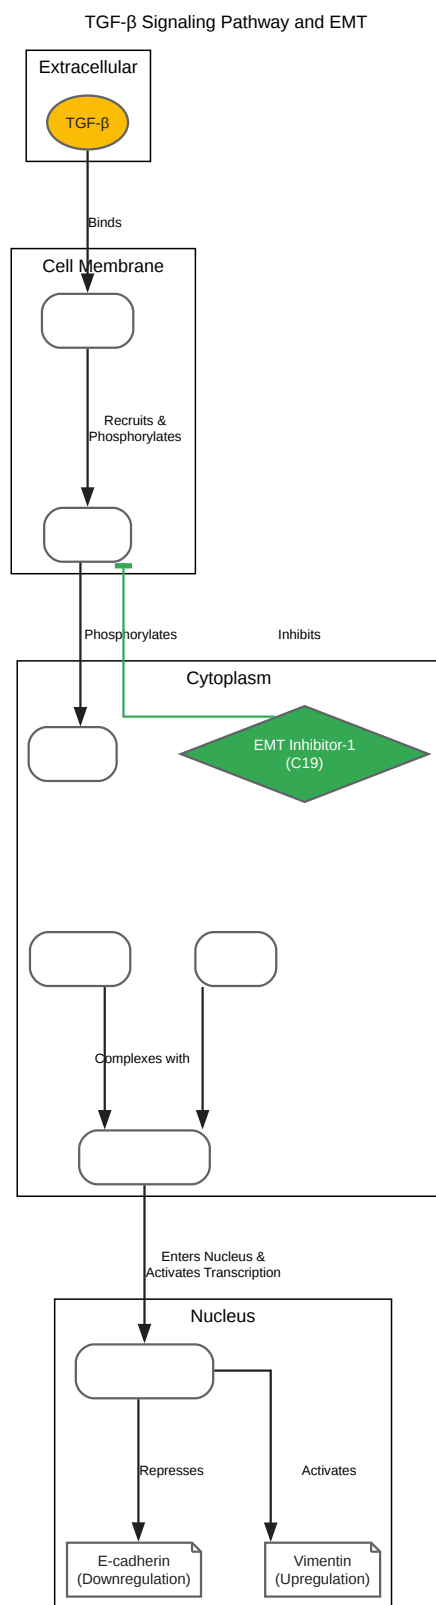 TGF-β Signaling Pathway and EMT
Extracellular
TGF-β
Binds
Cell Membrane
Recruits &
Phosphorylates
Phosphorylates
Inhibits
Cytoplasm
EMT Inhibitor-1
(C19)
Complexes with
Enters Nucleus &
Activates Transcription
Nucleus
Represses
Activates
E-cadherin
(Downregulation)
Vimentin
(Upregulation)